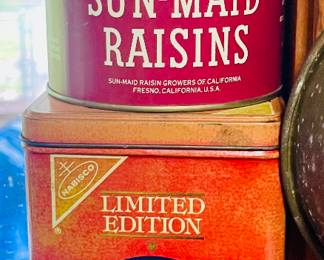 SUN-MAID
RAISINS
SUN-MAID RAISIN GROWERS OF CALIFORNIA
FRESNO, CALIFORNIA, U.S.A.
NABISCO
®
LIMITED
EDITION